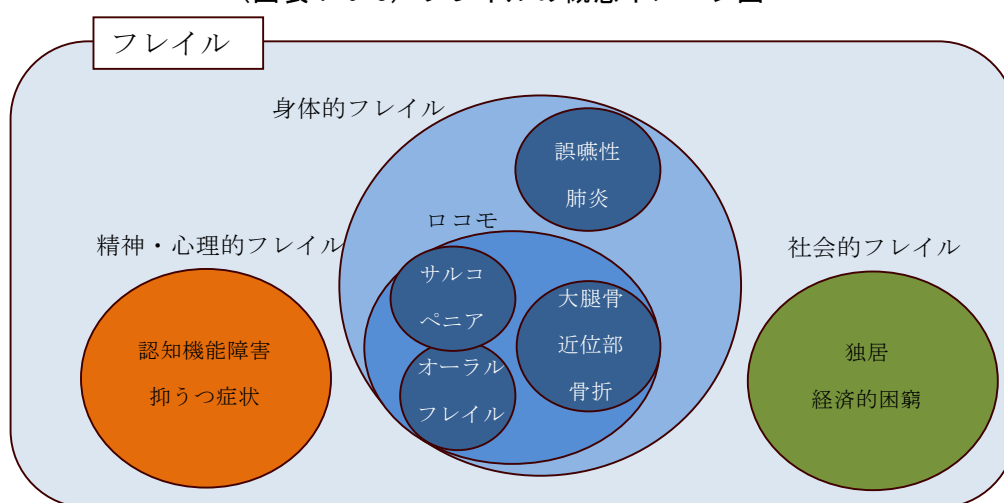 フレイル
身体的フレイル
誤嚥性
肺炎
ロコモ
精神・心理的フレイル
社会的フレイル
サルコ
ペニア
大腿骨
近位部
骨折
オーラル
フレイル
認知機能障害
抑うつ症状
独居
経済的困窮